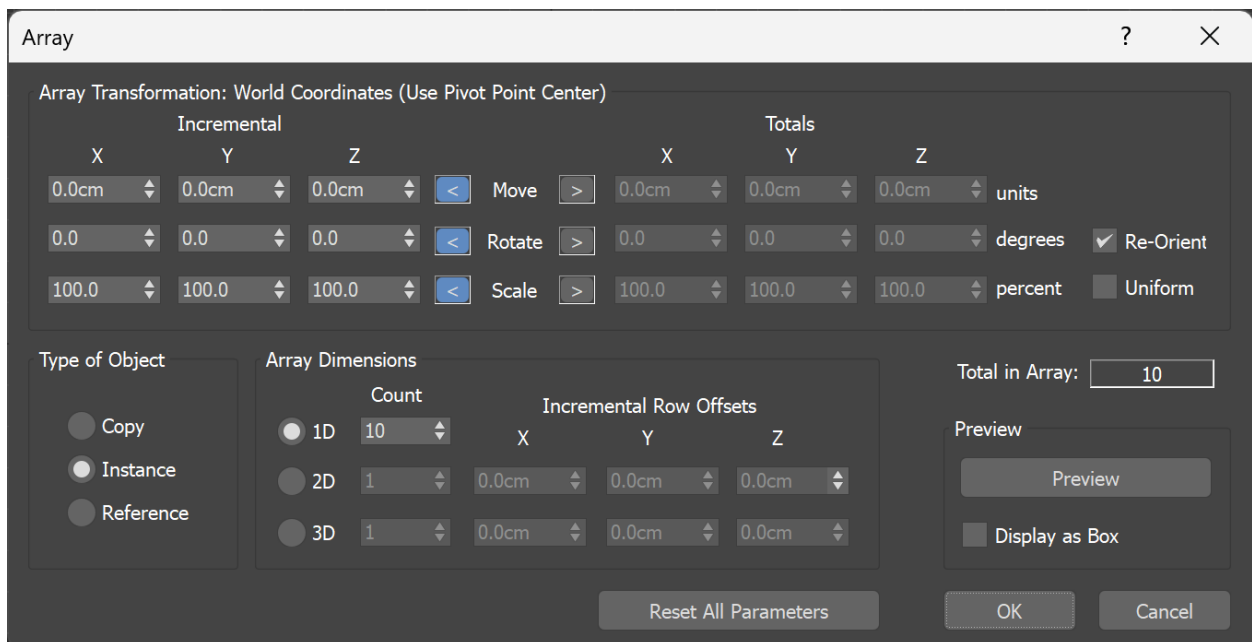 Array ?
Array Transformation: World Coordinates (Use Pivot Point Center)
Incremental Totals
X Y Z X Y Z
0.0cm 0.0cm 0.0cm < Move > 0.0cm 0.0cm 0.0cm units
0.0 0.0 0.0 < Rotate > 0.0 0.0 0.0 degrees Re-Orient
100.0 100.0 100.0 < Scale > 100.0 100.0 100.0 percent Uniform
Type of Object
Copy
Instance
Reference
Array Dimensions
Count
Incremental Row Offsets
1D 10 X Y Z
2D 1 0.0cm 0.0cm 0.0cm
3D 1 0.0cm 0.0cm 0.0cm
Total in Array: 10
Preview
Preview
Display as Box
Reset All Parameters OK Cancel